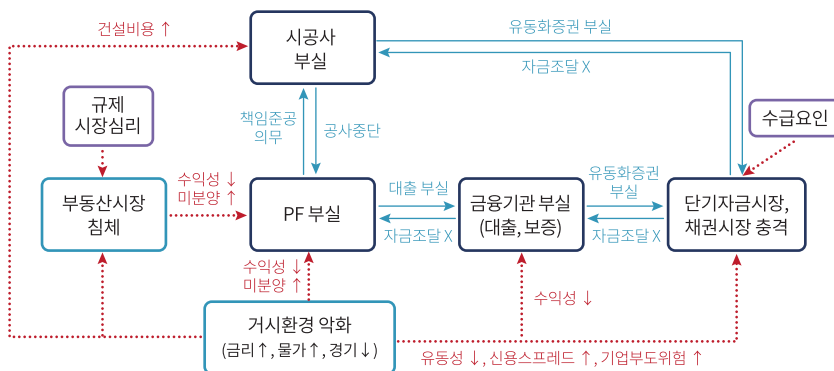 건설비용 ↑
시공사
부실
유동화증권 부실
자금조달 X
규제
시장심리
책임준공
의무
공사중단
수급요인
부동산시장
침체
수익성 ↓
미분양 ↑
PF 부실
대출 부실
자금조달 X
금융기관 부실
(대출, 보증)
유동화증권
부실
자금조달 X
단기자금시장,
채권시장 충격
수익성 ↓
미분양 ↑
수익성 ↓
거시환경 악화
(금리↑, 물가↑, 경기↓)
유동성 ↓, 신용스프레드 ↑, 기업부도위험 ↑